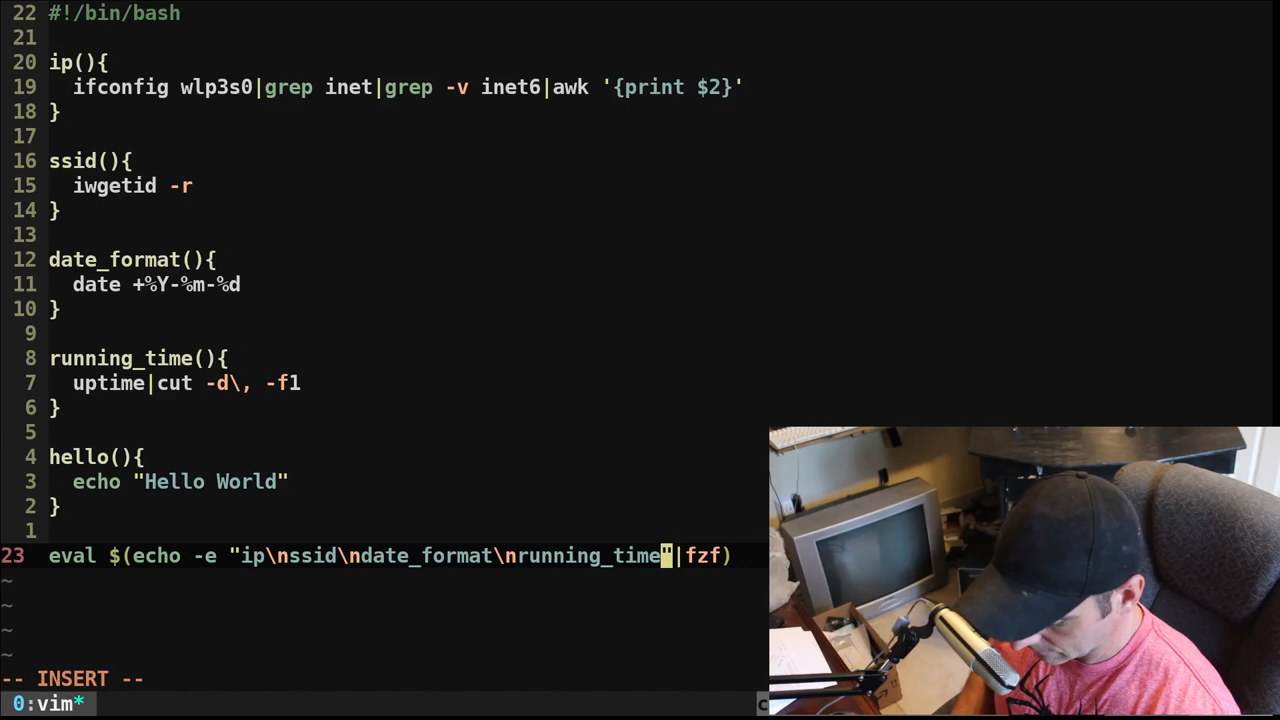 22 #!/bin/bash
21
20 ip(){
19   ifconfig wlp3s0|grep inet|grep -v inet6|awk '{print $2}'
18 }
17
16 ssid(){
15   iwgetid -r
14 }
13
12 date_format(){
11   date +%Y-%m-%d
10 }
9
8 running_time(){
7   uptime|cut -d\, -f1
6 }
5
4 hello(){
3   echo "Hello World"
2 }
1
23 eval $(echo -e "ip\nssid\ndate_format\nrunning_time"|fzf)
~
~
~
~
-- INSERT --
0:vim* c